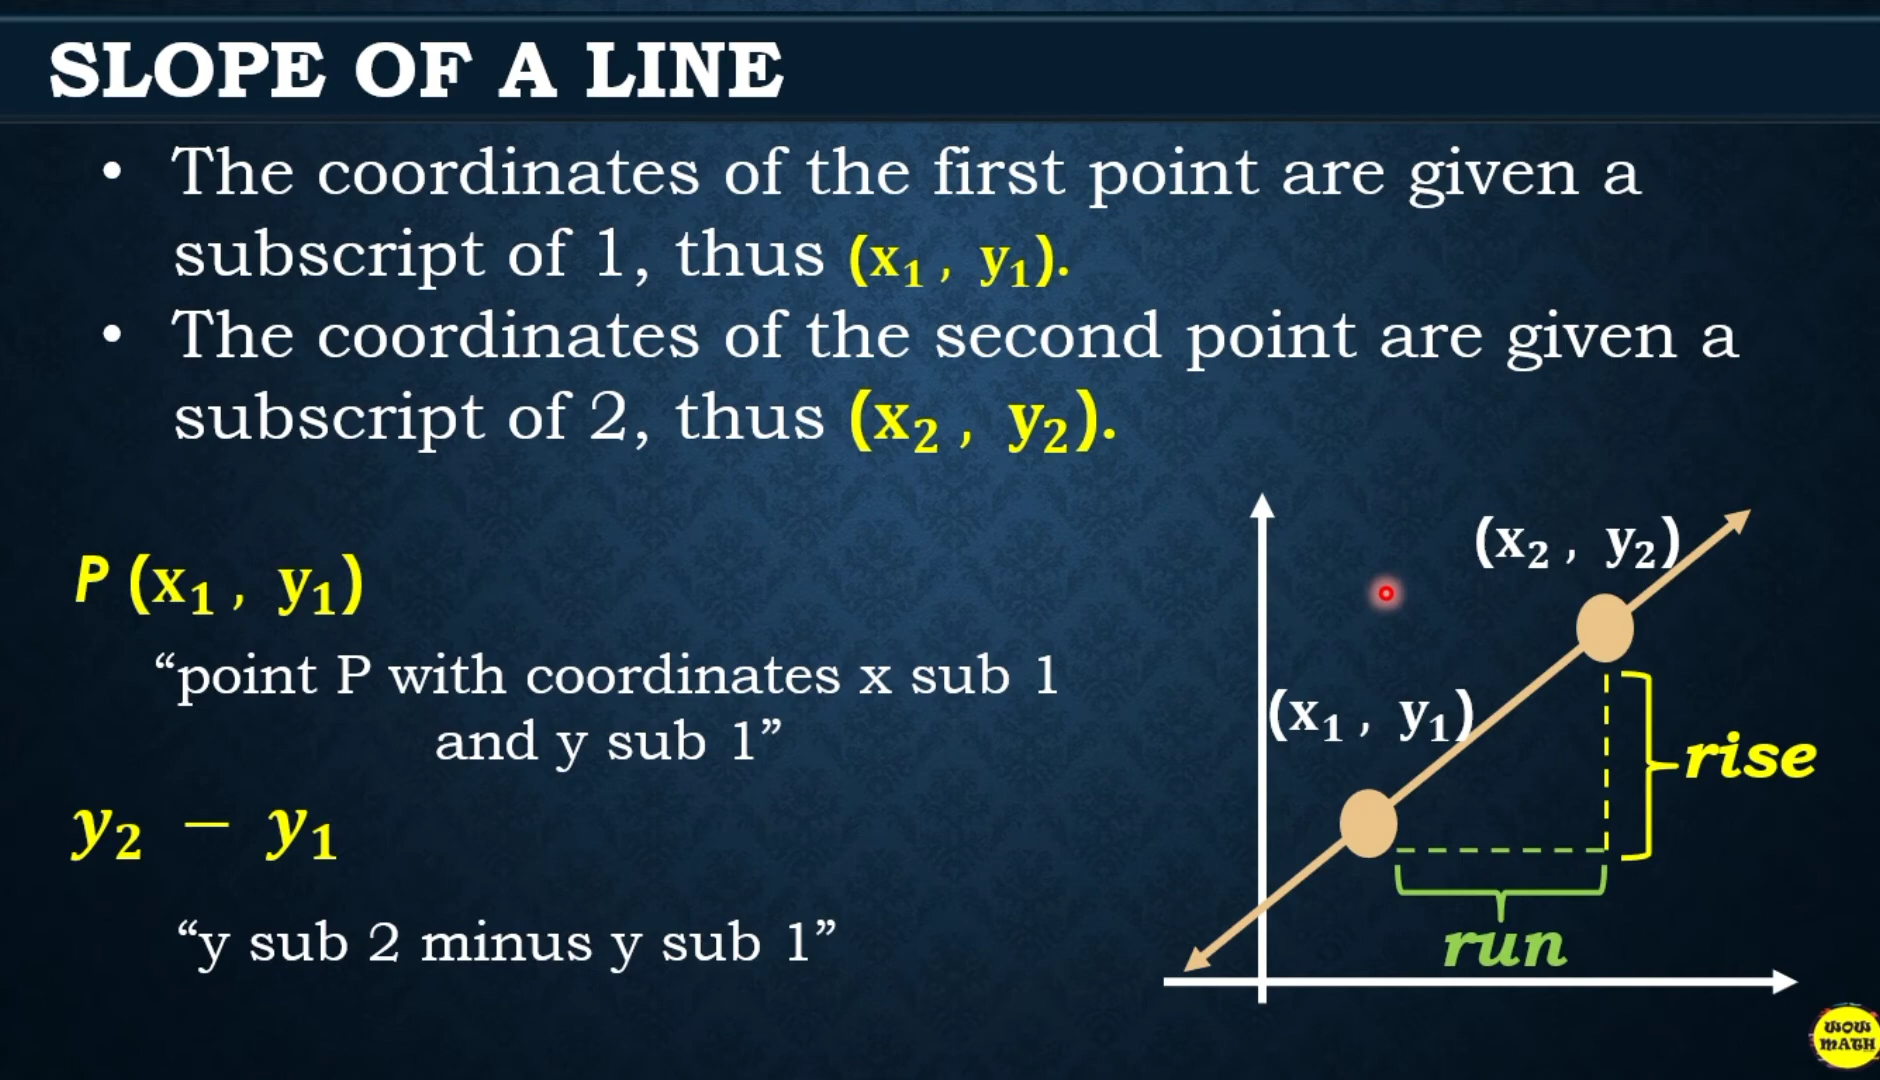 SLOPE OF A LINE
• The coordinates of the first point are given a
subscript of 1, thus (x₁ , y₁).
• The coordinates of the second point are given a
subscript of 2, thus (x₂ , y₂).
P (x₁ , y₁)
“point P with coordinates x sub 1
and y sub 1”
y₂ − y₁
“y sub 2 minus y sub 1”
(x₂ , y₂)
(x₁ , y₁)
rise
run
WOW
MATH